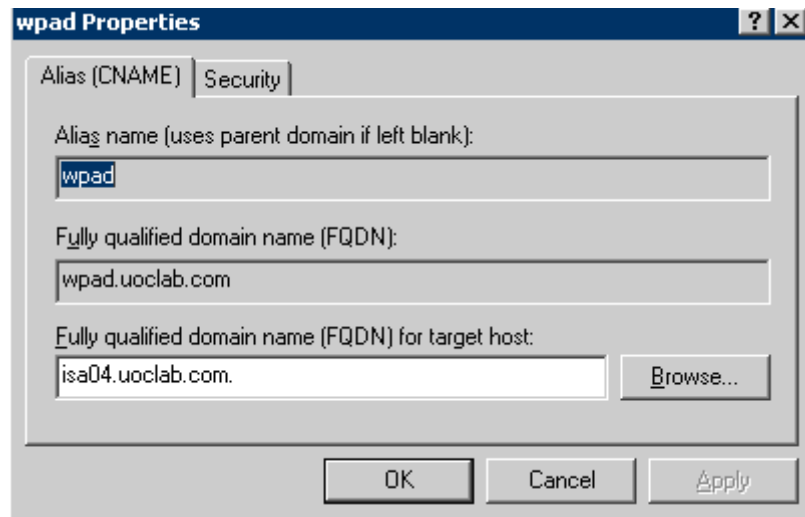 wpad Properties
Alias (CNAME) Security
Alias name (uses parent domain if left blank):
wpad
Fully qualified domain name (FQDN):
wpad.uoclab.com
Fully qualified domain name (FQDN) for target host:
isa04.uoclab.com.
Browse...
OK Cancel Apply